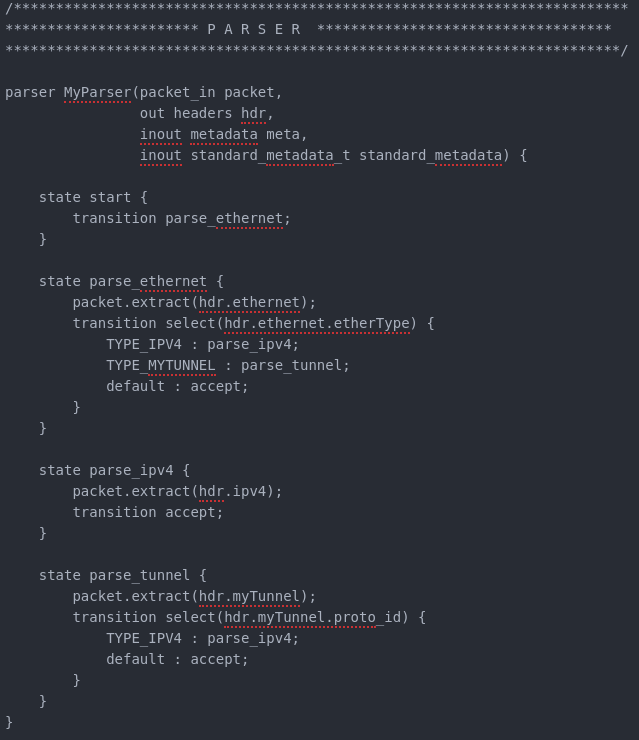 /*************************************************************************
*********************** P A R S E R  ***********************************
*************************************************************************/

parser MyParser(packet_in packet,
                out headers hdr,
                inout metadata meta,
                inout standard_metadata_t standard_metadata) {

    state start {
        transition parse_ethernet;
    }

    state parse_ethernet {
        packet.extract(hdr.ethernet);
        transition select(hdr.ethernet.etherType) {
            TYPE_IPV4 : parse_ipv4;
            TYPE_MYTUNNEL : parse_tunnel;
            default : accept;
        }
    }

    state parse_ipv4 {
        packet.extract(hdr.ipv4);
        transition accept;
    }

    state parse_tunnel {
        packet.extract(hdr.myTunnel);
        transition select(hdr.myTunnel.proto_id) {
            TYPE_IPV4 : parse_ipv4;
            default : accept;
        }
    }
}